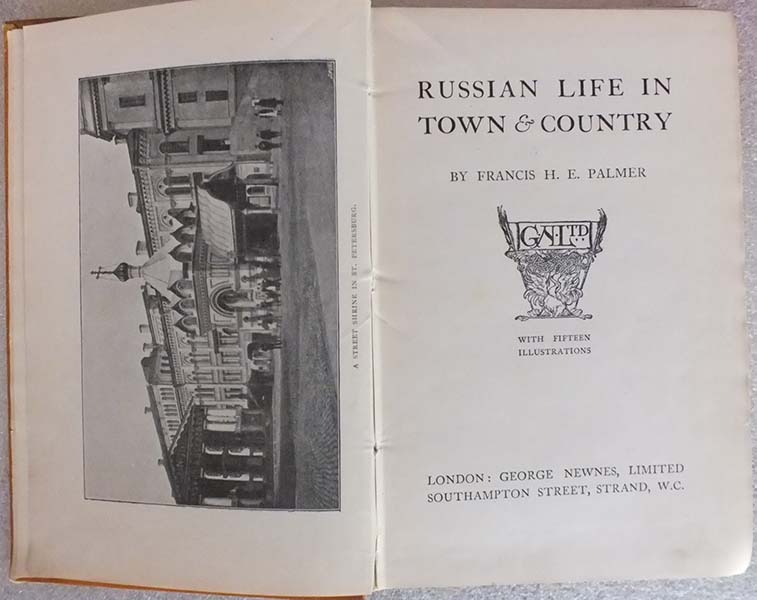 A STREET SHRINE IN ST. PETERSBURG.
RUSSIAN LIFE IN
TOWN & COUNTRY
BY FRANCIS H. E. PALMER
G.N. LTD
WITH FIFTEEN
ILLUSTRATIONS
LONDON: GEORGE NEWNES, LIMITED
SOUTHAMPTON STREET, STRAND, W.C.